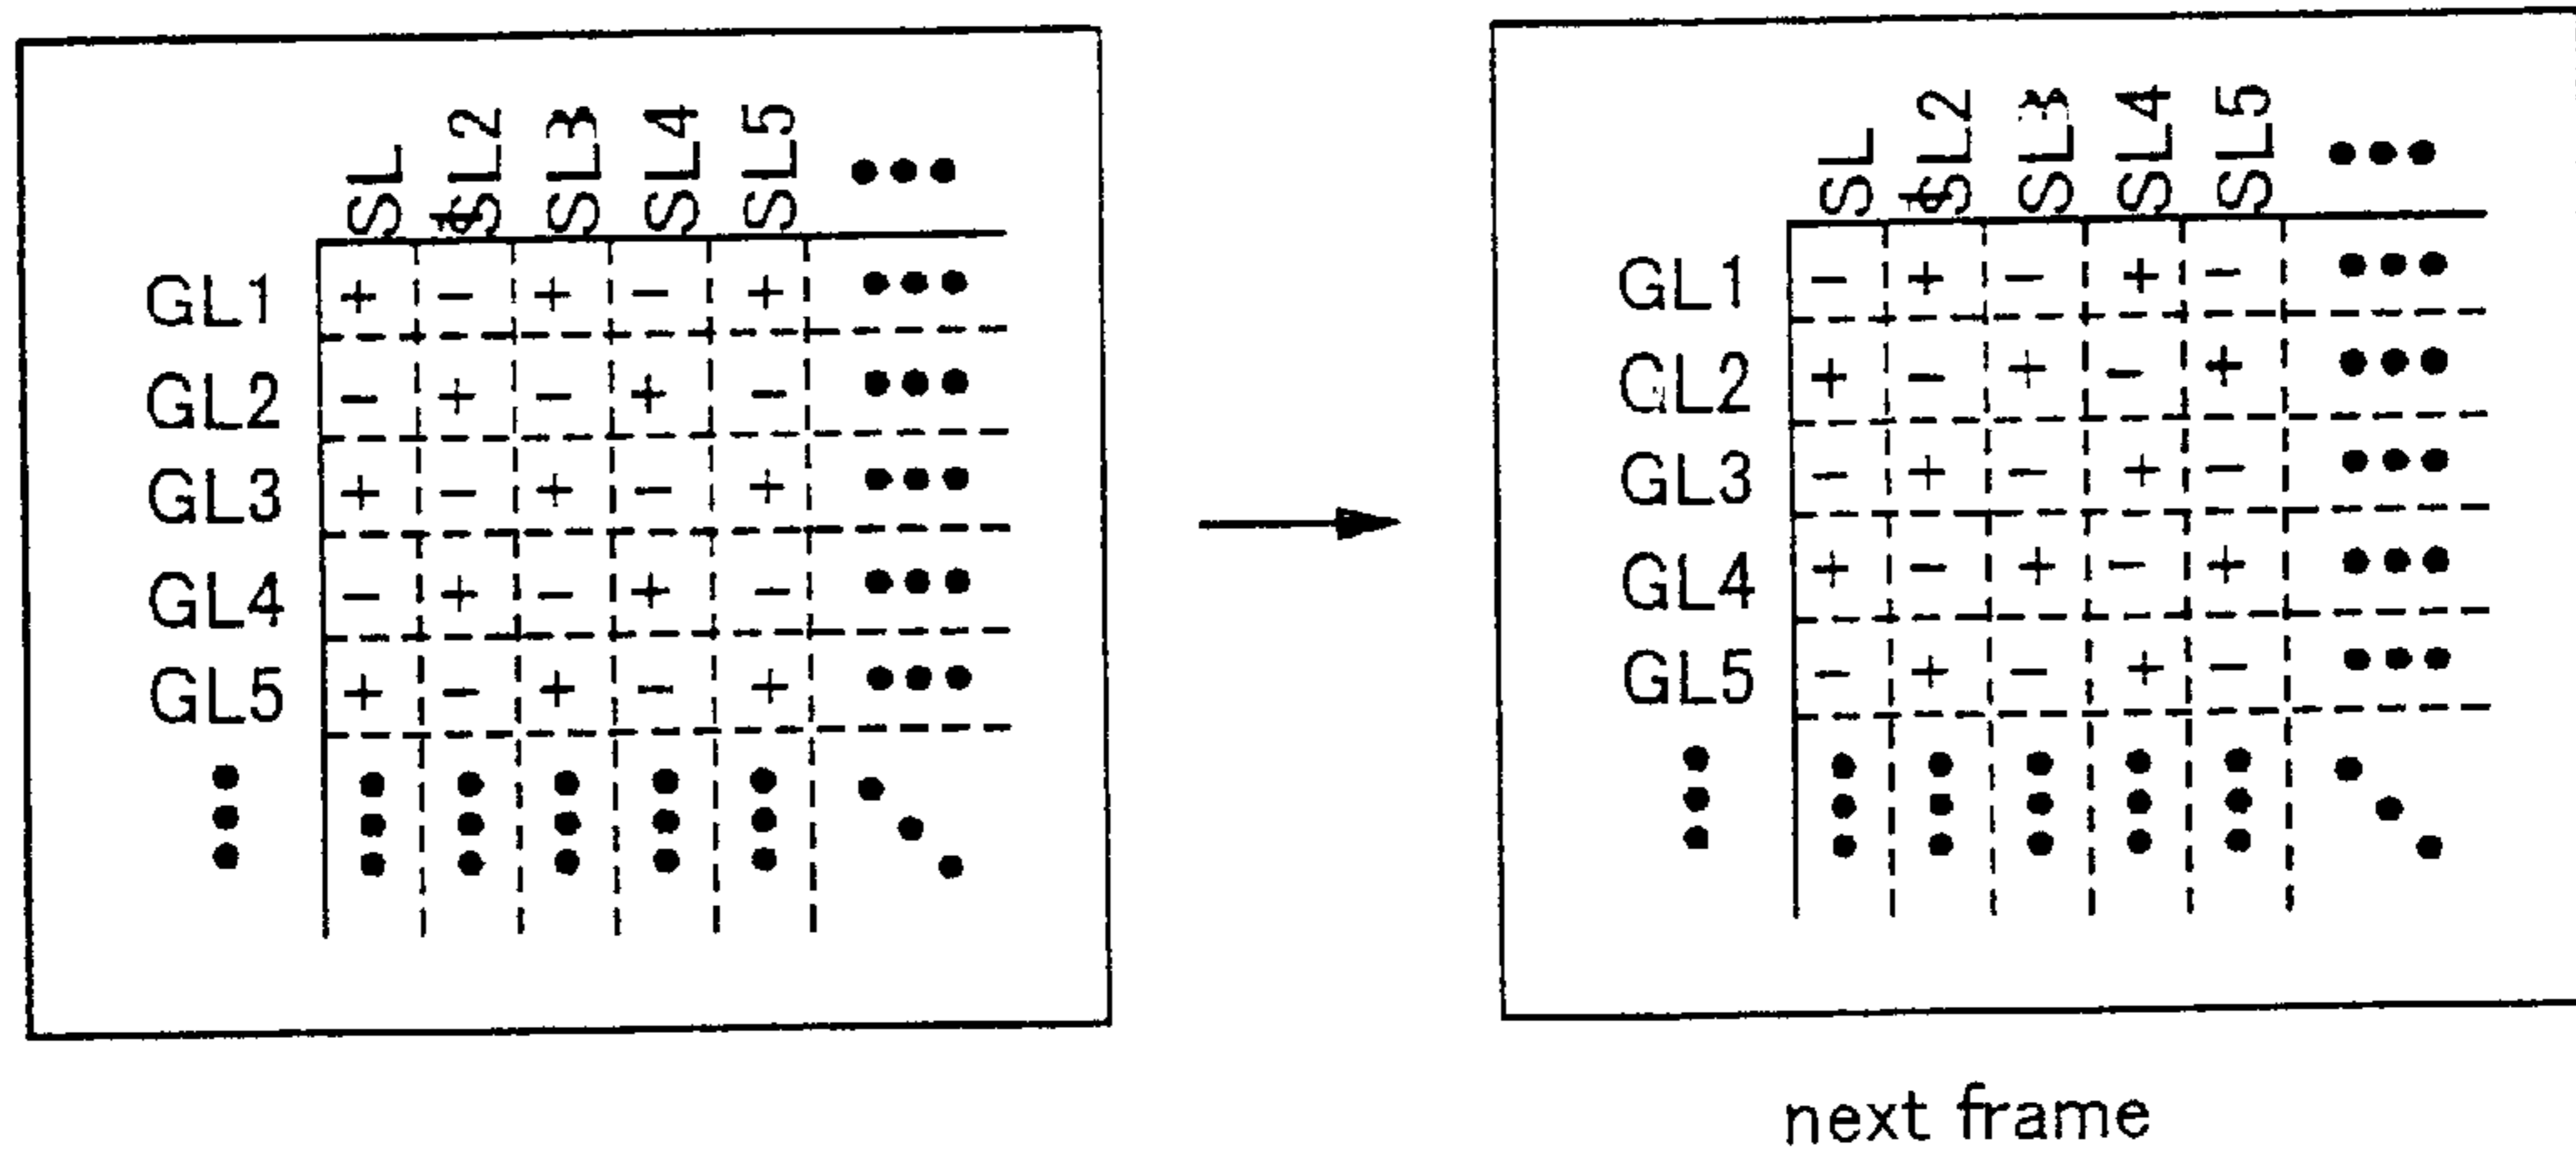 SL SL2 SL3 SL4 SL5 •••
GL1 + − + − + •••
GL2 − + − + − •••
GL3 + − + − + •••
GL4 − + − + − •••
GL5 + − + − + •••
SL SL2 SL3 SL4 SL5 •••
GL1 − + − + − •••
GL2 + − + − + •••
GL3 − + − + − •••
GL4 + − + − + •••
GL5 − + − + − •••
next frame